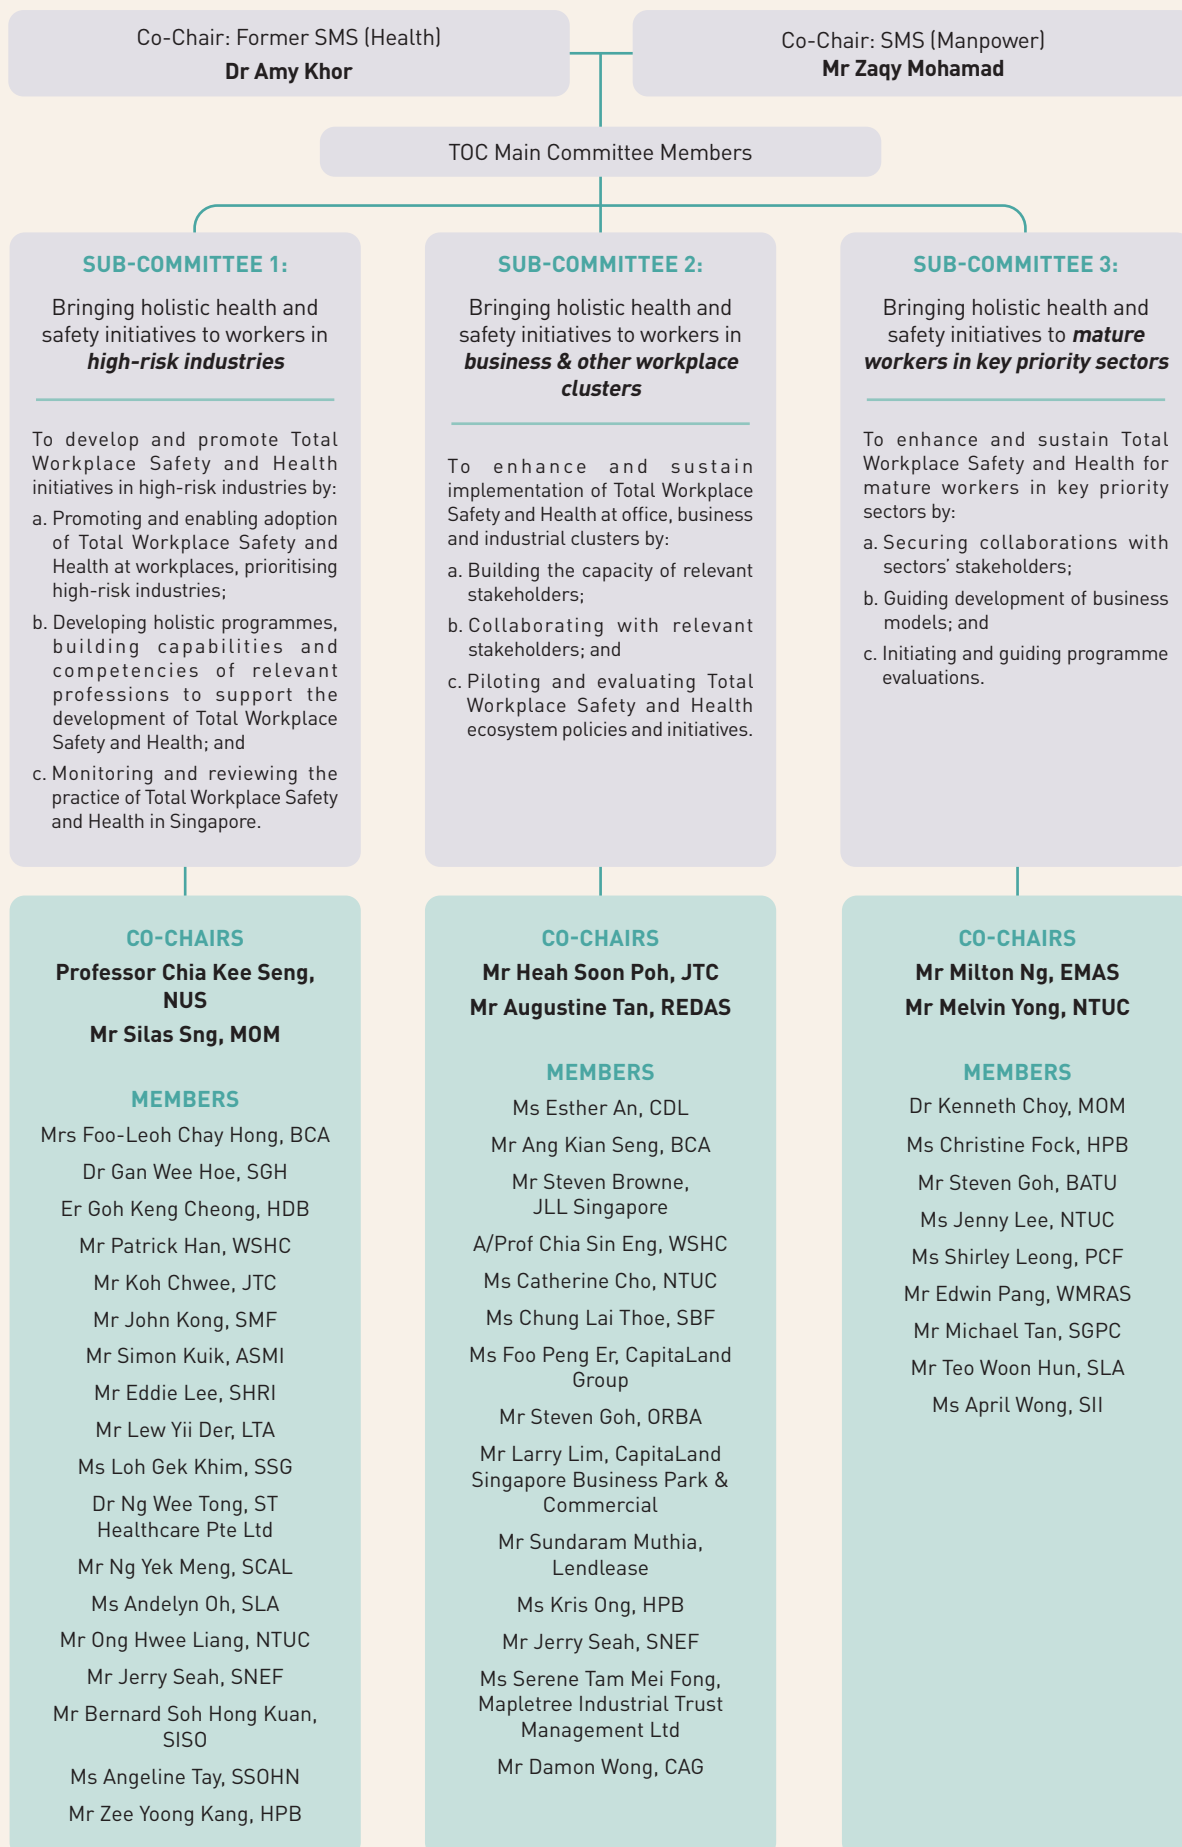 Co-Chair: Former SMS (Health)
Dr Amy Khor
Co-Chair: SMS (Manpower)
Mr Zaqy Mohamad
TOC Main Committee Members
SUB-COMMITTEE 1:
Bringing holistic health and
safety initiatives to workers in
high-risk industries
To develop and promote Total
Workplace Safety and Health
initiatives in high-risk industries by:
a. Promoting and enabling adoption
of Total Workplace Safety and
Health at workplaces, prioritising
high-risk industries;
b. Developing holistic programmes,
building capabilities and
competencies of relevant
professions to support the
development of Total Workplace
Safety and Health; and
c. Monitoring and reviewing the
practice of Total Workplace Safety
and Health in Singapore.
CO-CHAIRS
Professor Chia Kee Seng,
NUS
Mr Silas Sng, MOM
MEMBERS
Mrs Foo-Leoh Chay Hong, BCA
Dr Gan Wee Hoe, SGH
Er Goh Keng Cheong, HDB
Mr Patrick Han, WSHC
Mr Koh Chwee, JTC
Mr John Kong, SMF
Mr Simon Kuik, ASMI
Mr Eddie Lee, SHRI
Mr Lew Yii Der, LTA
Ms Loh Gek Khim, SSG
Dr Ng Wee Tong, ST
Healthcare Pte Ltd
Mr Ng Yek Meng, SCAL
Ms Andelyn Oh, SLA
Mr Ong Hwee Liang, NTUC
Mr Jerry Seah, SNEF
Mr Bernard Soh Hong Kuan,
SISO
Ms Angeline Tay, SSOHN
Mr Zee Yoong Kang, HPB
SUB-COMMITTEE 2:
Bringing holistic health and
safety initiatives to workers in
business & other workplace
clusters
To enhance and sustain
implementation of Total Workplace
Safety and Health at office, business
and industrial clusters by:
a. Building the capacity of relevant
stakeholders;
b. Collaborating with relevant
stakeholders; and
c. Piloting and evaluating Total
Workplace Safety and Health
ecosystem policies and initiatives.
CO-CHAIRS
Mr Heah Soon Poh, JTC
Mr Augustine Tan, REDAS
MEMBERS
Ms Esther An, CDL
Mr Ang Kian Seng, BCA
Mr Steven Browne,
JLL Singapore
A/Prof Chia Sin Eng, WSHC
Ms Catherine Cho, NTUC
Ms Chung Lai Thoe, SBF
Ms Foo Peng Er, CapitaLand
Group
Mr Steven Goh, ORBA
Mr Larry Lim, CapitaLand
Singapore Business Park &
Commercial
Mr Sundaram Muthia,
Lendlease
Ms Kris Ong, HPB
Mr Jerry Seah, SNEF
Ms Serene Tam Mei Fong,
Mapletree Industrial Trust
Management Ltd
Mr Damon Wong, CAG
SUB-COMMITTEE 3:
Bringing holistic health and
safety initiatives to mature
workers in key priority sectors
To enhance and sustain Total
Workplace Safety and Health for
mature workers in key priority
sectors by:
a. Securing collaborations with
sectors' stakeholders;
b. Guiding development of business
models; and
c. Initiating and guiding programme
evaluations.
CO-CHAIRS
Mr Milton Ng, EMAS
Mr Melvin Yong, NTUC
MEMBERS
Dr Kenneth Choy, MOM
Ms Christine Fock, HPB
Mr Steven Goh, BATU
Ms Jenny Lee, NTUC
Ms Shirley Leong, PCF
Mr Edwin Pang, WMRAS
Mr Michael Tan, SGPC
Mr Teo Woon Hun, SLA
Ms April Wong, SII